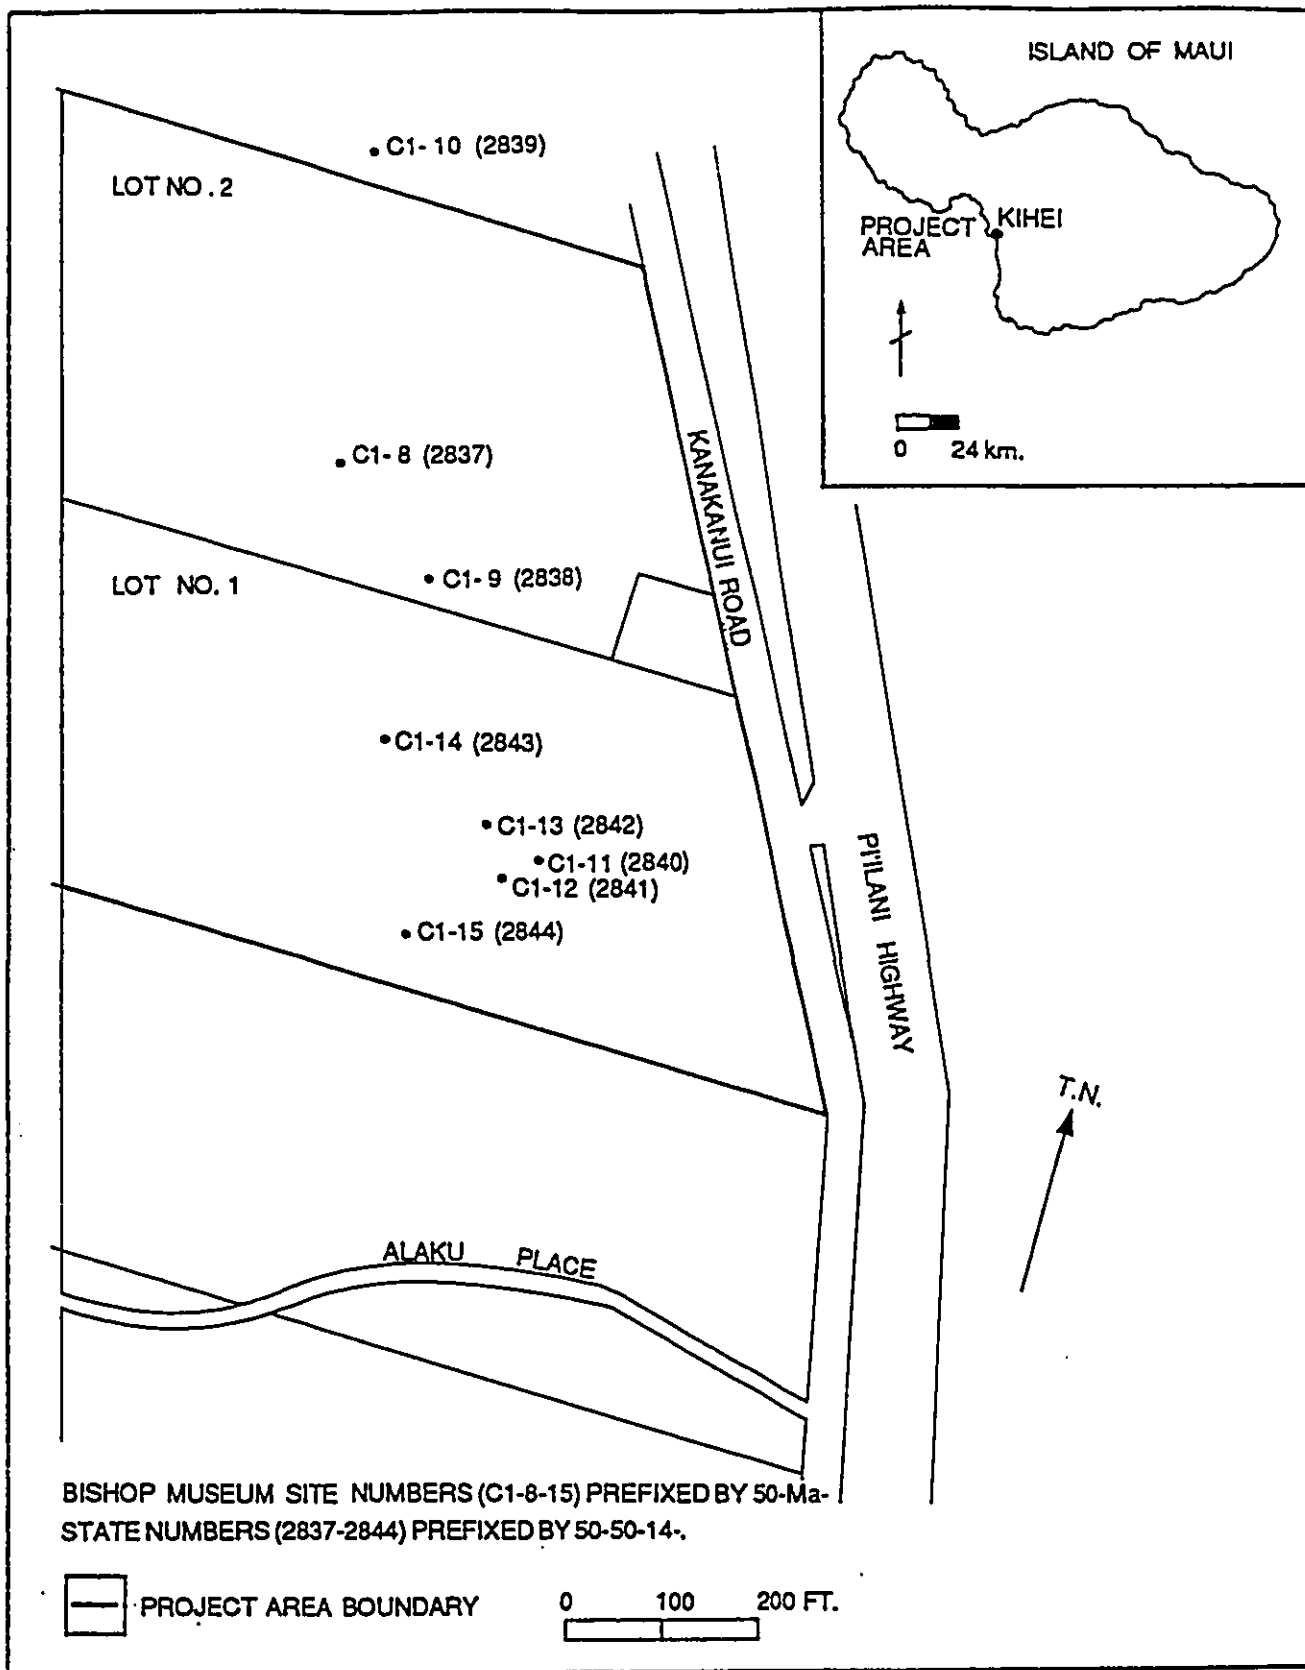 ISLAND OF MAUI
KIHEI
PROJECT
AREA
0 24 km.
C1-10 (2839)
LOT NO. 2
C1-8 (2837)
KANAKANUI ROAD
C1-9 (2838)
LOT NO. 1
C1-14 (2843)
C1-13 (2842)
C1-11 (2840)
C1-12 (2841)
C1-15 (2844)
PI'ILANI HIGHWAY
T.N.
ALAKU PLACE
BISHOP MUSEUM SITE NUMBERS (C1-8-15) PREFIXED BY 50-Ma-
STATE NUMBERS (2837-2844) PREFIXED BY 50-50-14-.
PROJECT AREA BOUNDARY
0 100 200 FT.